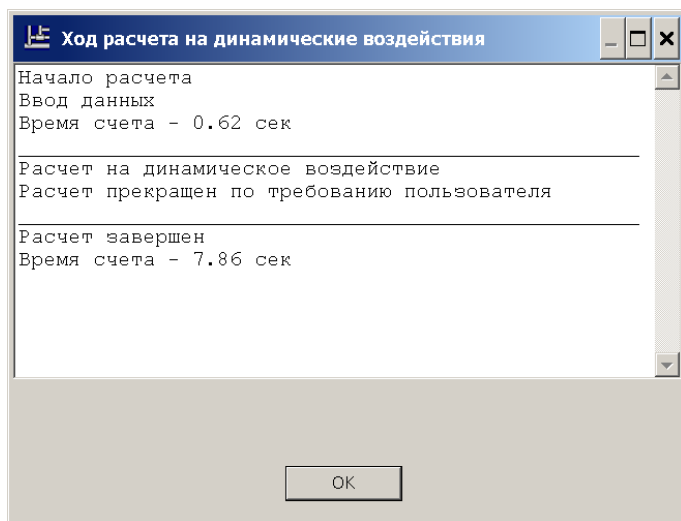 Ход расчета на динамические воздействия
Начало расчета
Ввод данных
Время счета - 0.62 сек
Расчет на динамическое воздействие
Расчет прекращен по требованию пользователя
Расчет завершен
Время счета - 7.86 сек
OK